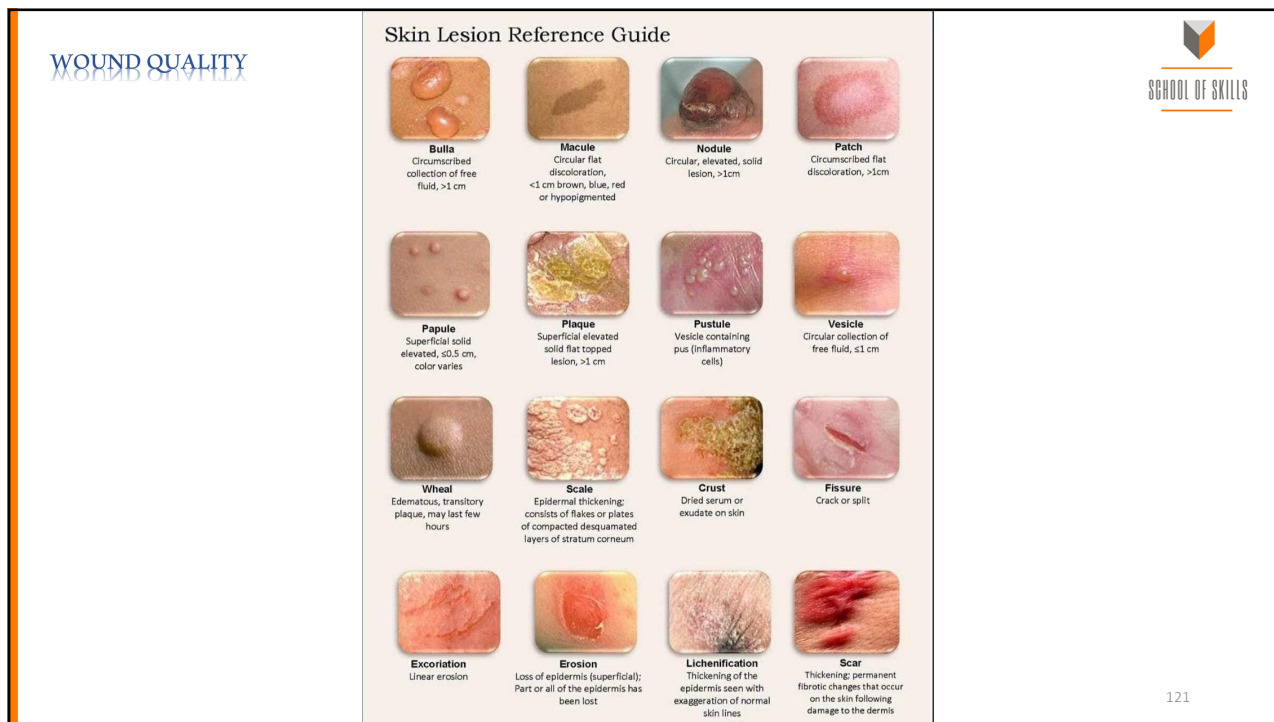 WOUND QUALITY
Skin Lesion Reference Guide
SCHOOL OF SKILLS
Bulla
Circumscribed
collection of free
fluid, >1 cm
Macule
Circular flat
discoloration,
<1 cm brown, blue, red
or hypopigmented
Nodule
Circular, elevated, solid
lesion, >1cm
Patch
Circumscribed flat
discoloration, >1cm
Papule
Superficial solid
elevated, ≤0.5 cm,
color varies
Plaque
Superficial elevated
solid flat topped
lesion, >1 cm
Pustule
Vesicle containing
pus (inflammatory
cells)
Vesicle
Circular collection of
free fluid, ≤1 cm
Wheal
Edematous, transitory
plaque, may last few
hours
Scale
Epidermal thickening;
consists of flakes or plates
of compacted desquamated
layers of stratum corneum
Crust
Dried serum or
exudate on skin
Fissure
Crack or split
Excoriation
Linear erosion
Erosion
Loss of epidermis (superficial);
Part or all of the epidermis has
been lost
Lichenification
Thickening of the
epidermis seen with
exaggeration of normal
skin lines
Scar
Thickening; permanent
fibrotic changes that occur
on the skin following
damage to the dermis
121